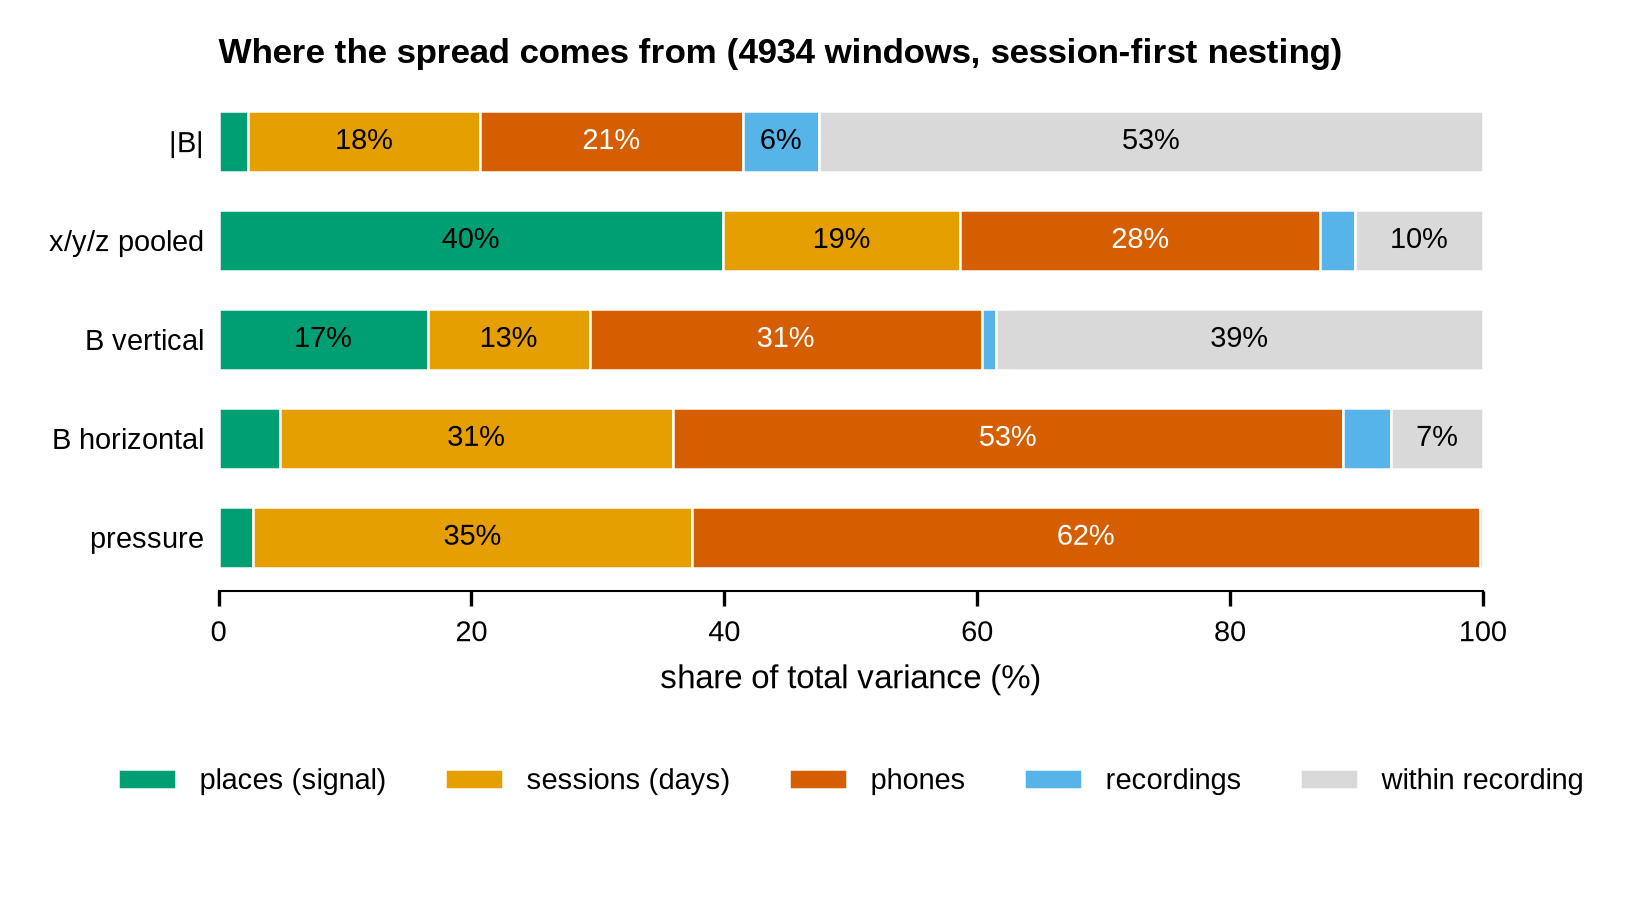 Where the spread comes from (4934 windows, session-first nesting)
|B| 18% 21% 6% 53%
x/y/z pooled 40% 19% 28% 10%
B vertical 17% 13% 31% 39%
B horizontal 31% 53% 7%
pressure 35% 62%
0 20 40 60 80 100
share of total variance (%)
places (signal) sessions (days) phones recordings within recording